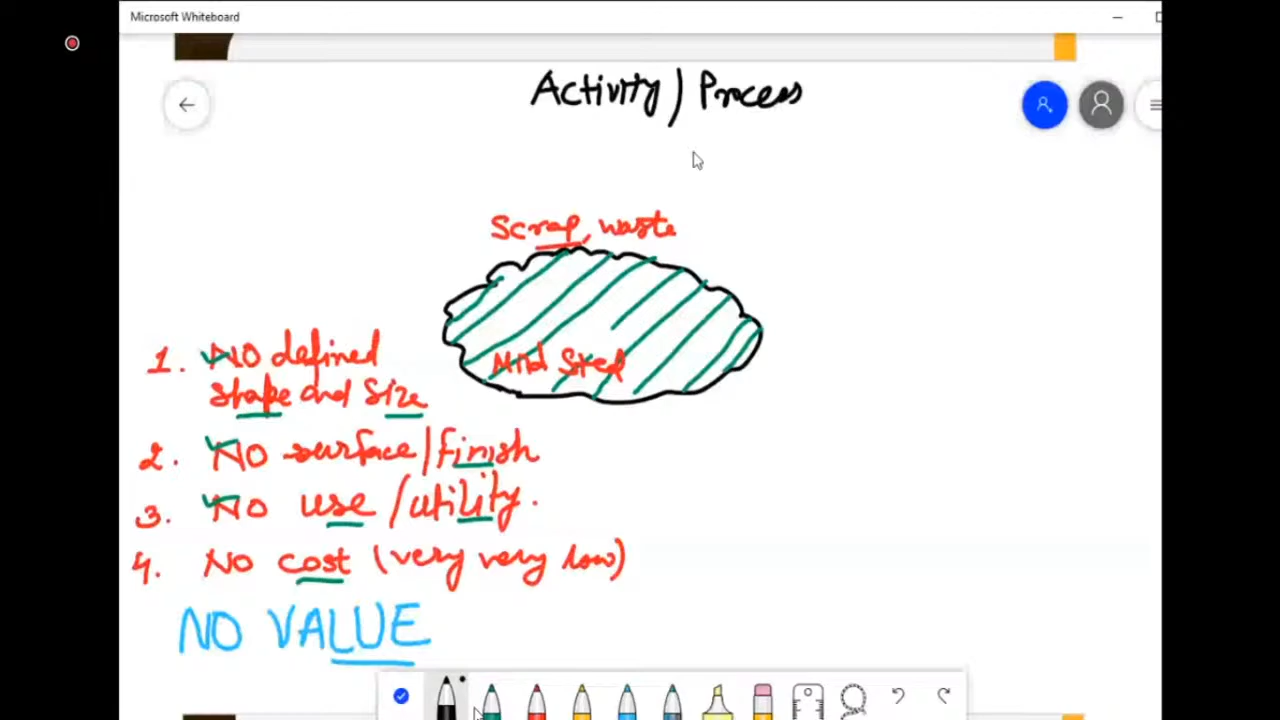 Microsoft Whiteboard
Activity / Process
Scrap, waste
Mild Steel
1. NO defined
shape and size
2. NO surface/finish
3. NO use/utility.
4. NO cost (very very low)
NO VALUE